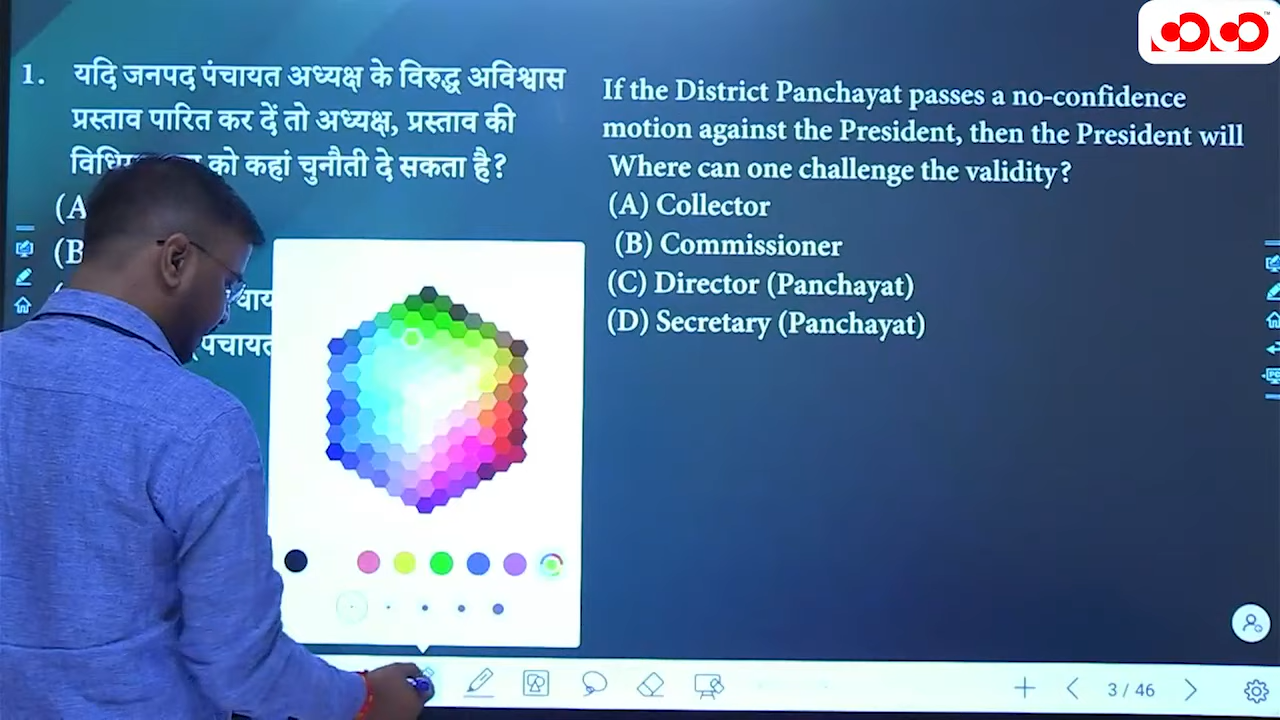 1. यदि जनपद पंचायत अध्यक्ष के विरुद्ध अविश्वास
प्रस्ताव पारित कर दें तो अध्यक्ष, प्रस्ताव की
को कहां चुनौती दे सकता है?
(A
(B
If the District Panchayat passes a no-confidence
motion against the President, then the President will
Where can one challenge the validity?
(A) Collector
(B) Commissioner
(C) Director (Panchayat)
(D) Secretary (Panchayat)
3 / 46